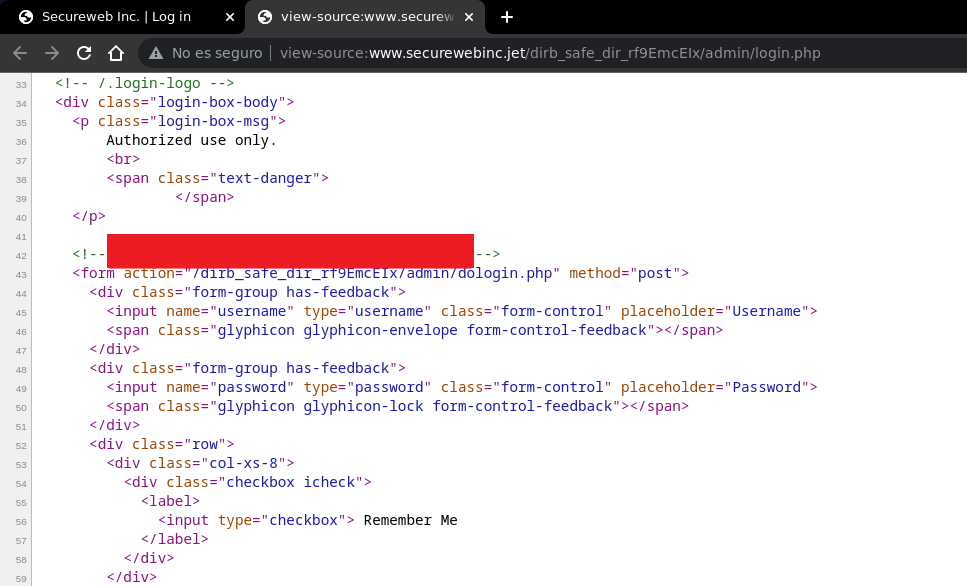 Secureweb Inc. | Log in
view-source:www.securew
No es seguro
view-source:www.securewebinc.jet/dirb_safe_dir_rf9EmcEIx/admin/login.php
33 <!-- /.login-logo -->
34 <div class="login-box-body">
35 <p class="login-box-msg">
36 Authorized use only.
37 <br>
38 <span class="text-danger">
39 </span>
40 </p>
41
42 <!-- -->
43 <form action="/dirb_safe_dir_rf9EmcEIx/admin/dologin.php" method="post">
44 <div class="form-group has-feedback">
45 <input name="username" type="username" class="form-control" placeholder="Username">
46 <span class="glyphicon glyphicon-envelope form-control-feedback"></span>
47 </div>
48 <div class="form-group has-feedback">
49 <input name="password" type="password" class="form-control" placeholder="Password">
50 <span class="glyphicon glyphicon-lock form-control-feedback"></span>
51 </div>
52 <div class="row">
53 <div class="col-xs-8">
54 <div class="checkbox icheck">
55 <label>
56 <input type="checkbox"> Remember Me
57 </label>
58 </div>
59 </div>